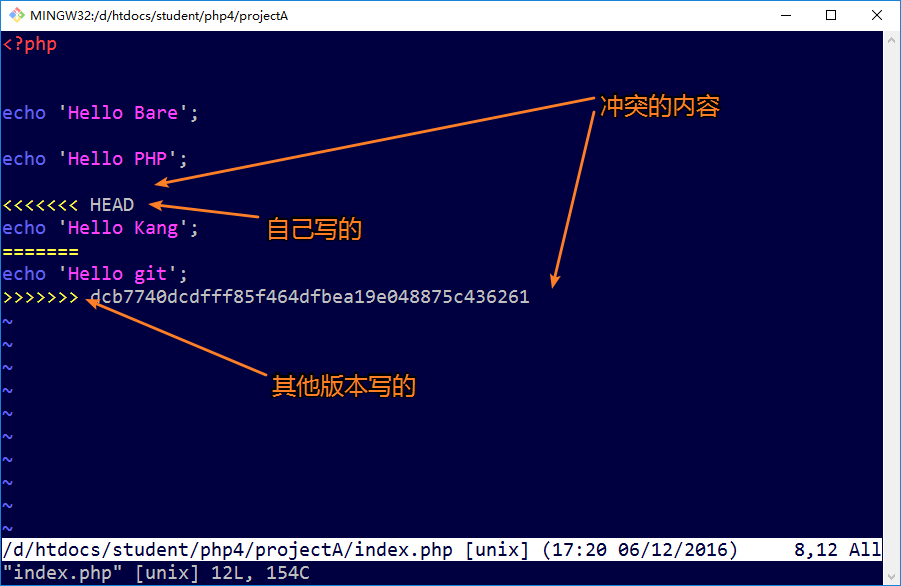 MINGW32:/d/htdocs/student/php4/projectA
<?php
echo 'Hello Bare';
冲突的内容
echo 'Hello PHP';
<<<<<<< HEAD
自己写的
echo 'Hello Kang';
=======
echo 'Hello git';
>>>>>>> dcb7740dcdfff85f464dfbea19e048875c436261
~
~
~
其他版本写的
~
~
~
~
~
~
~
/d/htdocs/student/php4/projectA/index.php [unix] (17:20 06/12/2016) 8,12 All
"index.php" [unix] 12L, 154C